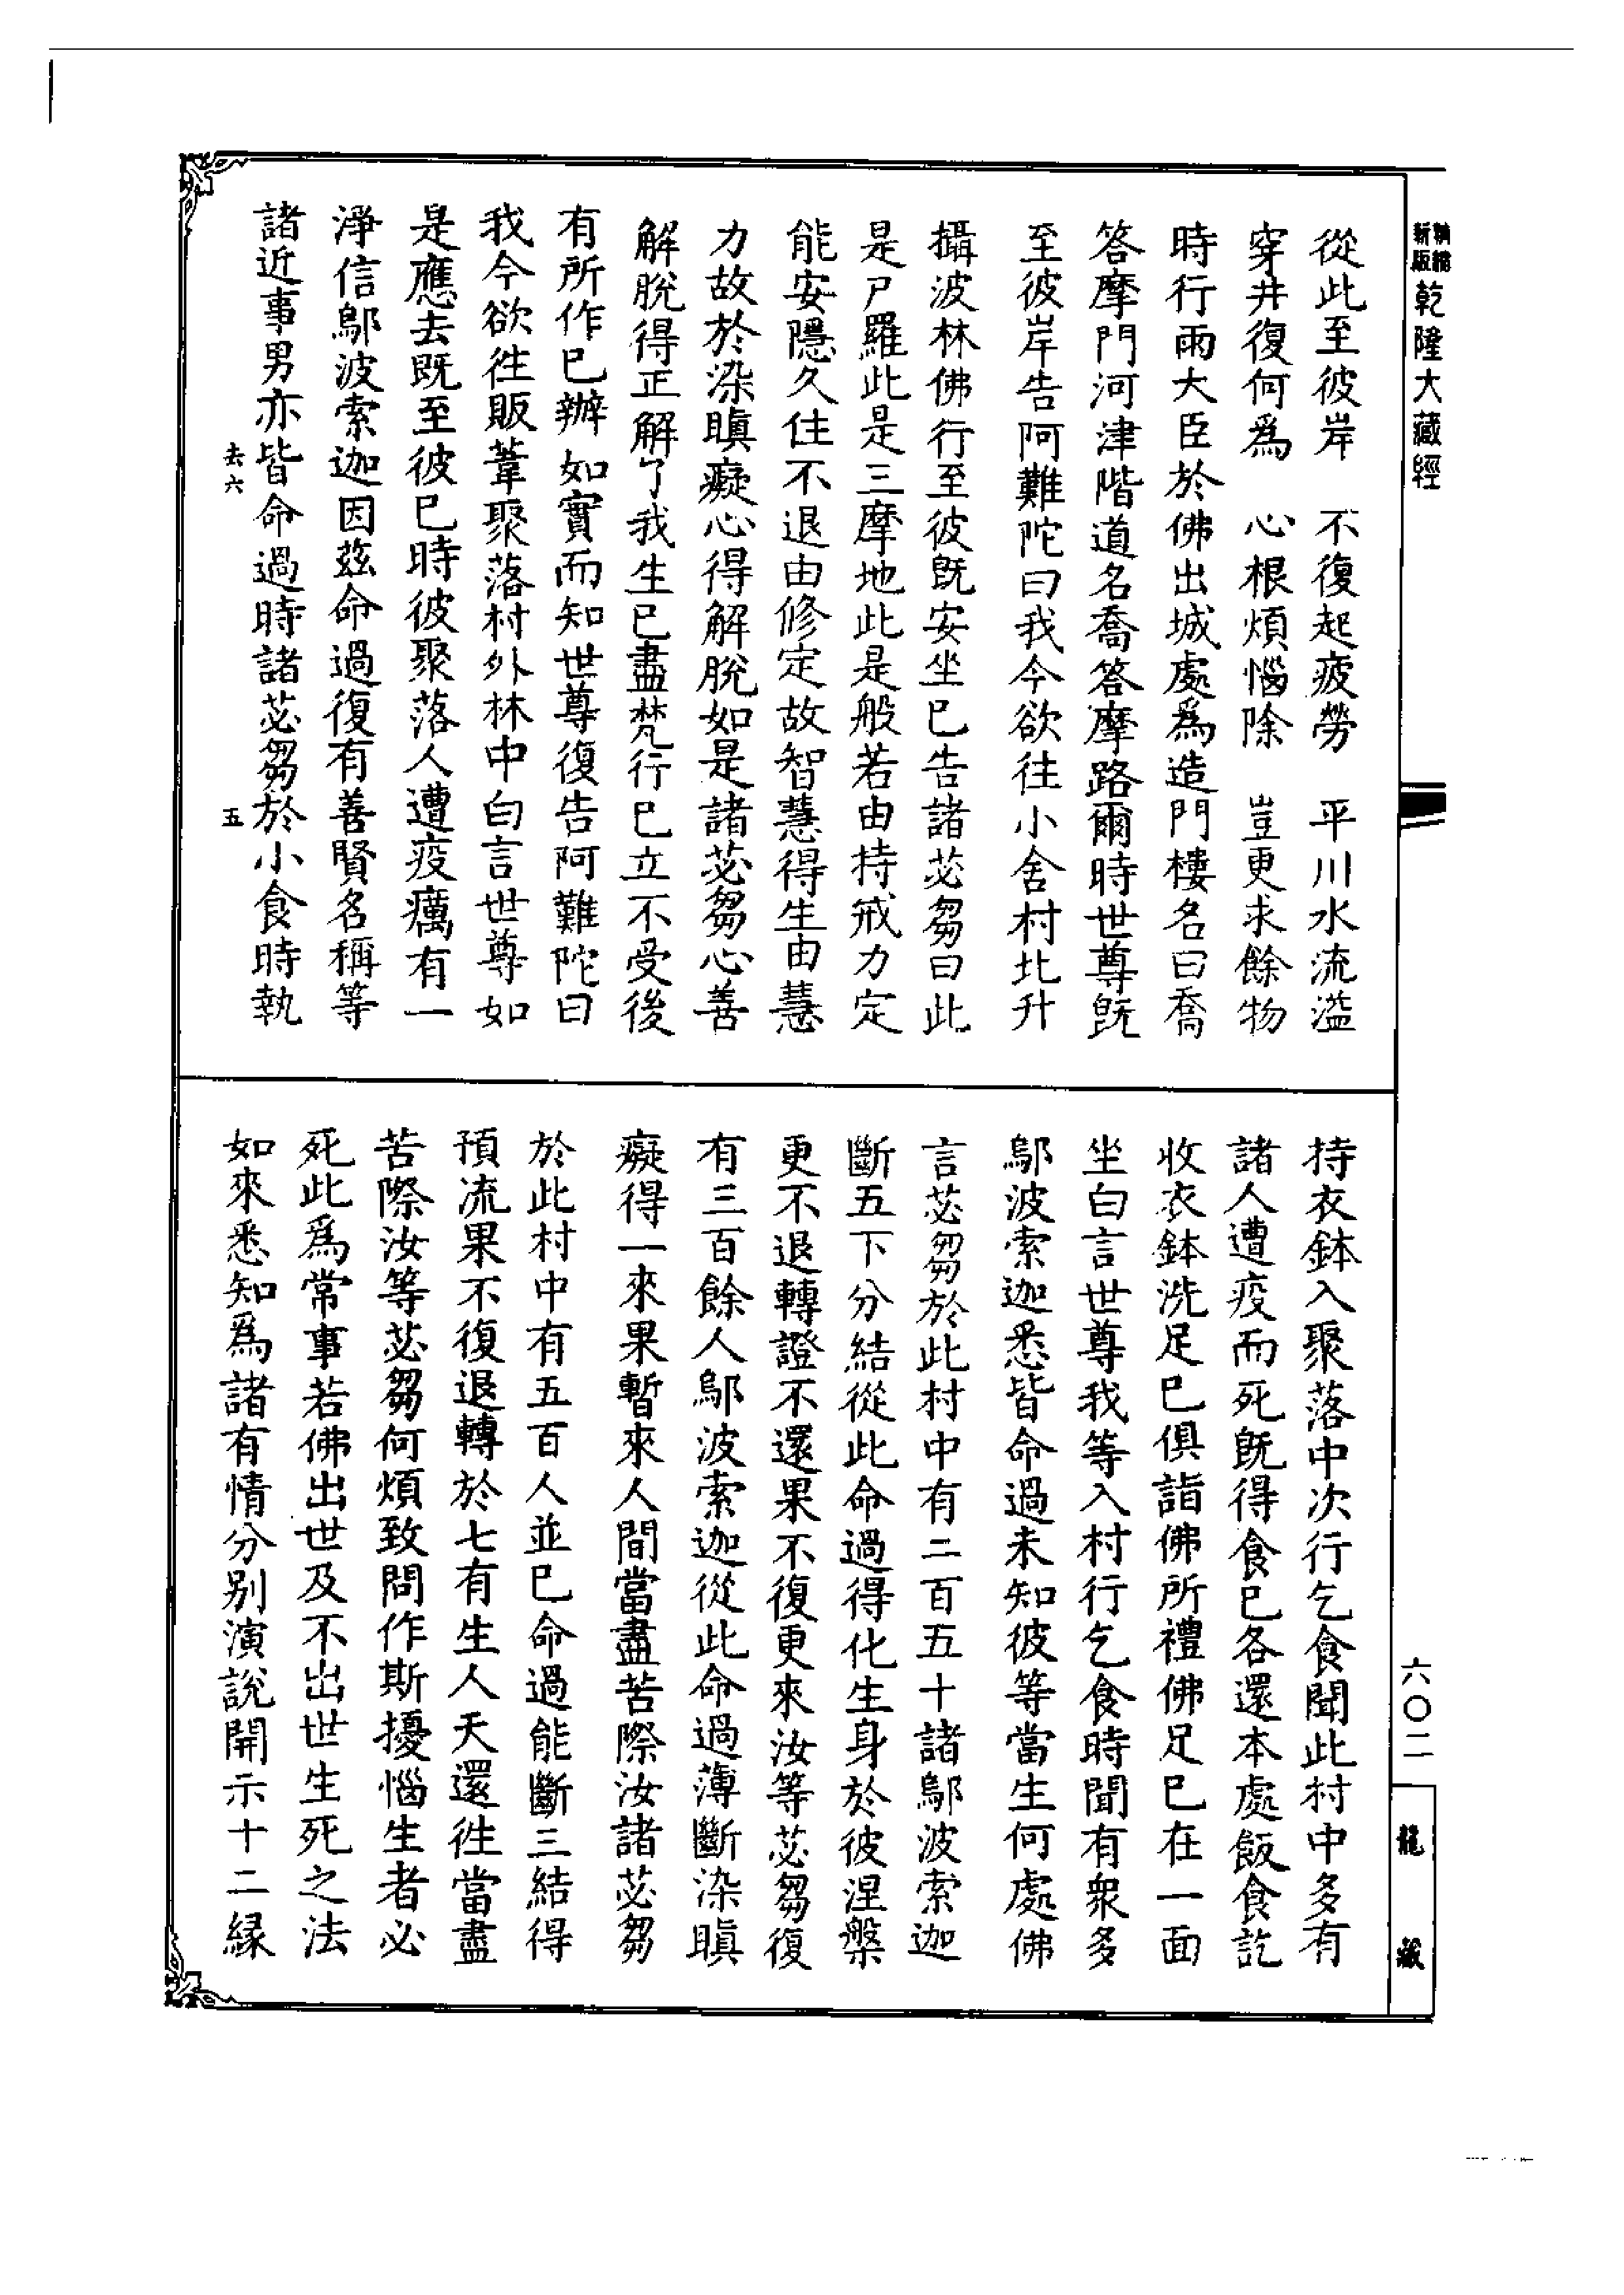 新版精縮
乾隆大藏經
從此至彼岸　不復起疲勞　平川水流溢
穿井復何爲　心根煩惱除　豈更求餘物
時行雨大臣於佛出城處爲造門樓名曰喬
答摩門河津階道名喬答摩路爾時世尊既
至彼岸告阿難陀曰我今欲往小舍村北升
攝波林佛行至彼既安坐已告諸苾芻曰此
是尸羅此是三摩地此是般若由持戒力定
能安隱久住不退由修定故智慧得生由慧
力故於染瞋癡心得解脫如是諸苾芻心善
解脫得正解了我生已盡梵行已立不受後
有所作已辦如實而知世尊復告阿難陀曰
我今欲往販葦聚落村外林中白言世尊如
是應去既至彼已時彼聚落人遭疫癘有一
淨信鄔波索迦因茲命過復有善賢名稱等
諸近事男亦皆命過時諸苾芻於小食時執
去六
五
持衣鉢入聚落中次行乞食聞此村中多有
諸人遭疫而死既得食已各還本處飯食訖
收衣鉢洗足已俱詣佛所禮佛足已在一面
坐白言世尊我等入村行乞食時聞有衆多
鄔波索迦悉皆命過未知彼等當生何處佛
言苾芻於此村中有二百五十諸鄔波索迦
斷五下分結從此命過得化生身於彼涅槃
更不退轉證不還果不復更來汝等苾芻復
有三百餘人鄔波索迦從此命過薄斷染瞋
癡得一來果暫來人間當盡苦際汝諸苾芻
於此村中有五百人並已命過能斷三結得
預流果不復退轉於七有生人天還往當盡
苦際汝等苾芻何煩致問作斯擾惱生者必
死此爲常事若佛出世及不出世生死之法
如來悉知爲諸有情分別演說開示十二緣
六〇二
龍藏